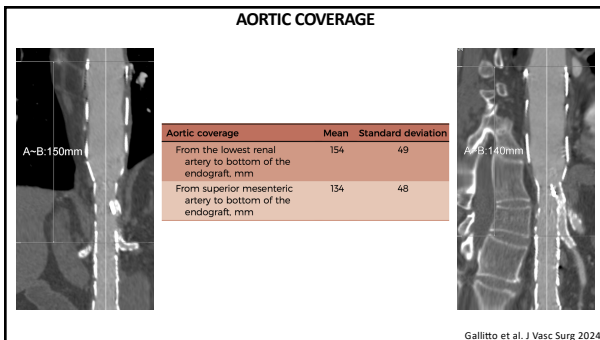 AORTIC COVERAGE
A~B:150mm
Aortic coverage Mean Standard deviation
From the lowest renal 154 49
artery to bottom of the
endograft, mm
From superior mesenteric 134 48
artery to bottom of the
endograft, mm
A~B:140mm
Gallitto et al. J Vasc Surg 2024